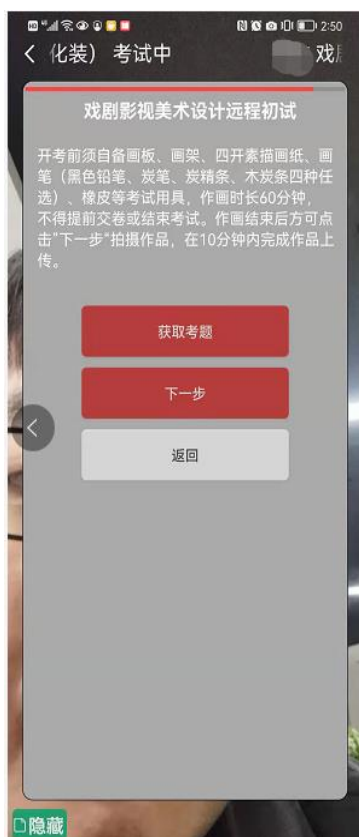 HD 2:50
化装） 考试中 戏
戏剧影视美术设计远程初试
开考前须自备画板、画架、四开素描画纸、画
笔（黑色铅笔、炭笔、炭精条、木炭条四种任
选）、橡皮等考试用具，作画时长60分钟，
不得提前交卷或结束考试。作画结束后方可点
击"下一步"拍摄作品，在10分钟内完成作品上
传。
获取考题
下一步
返回
隐藏